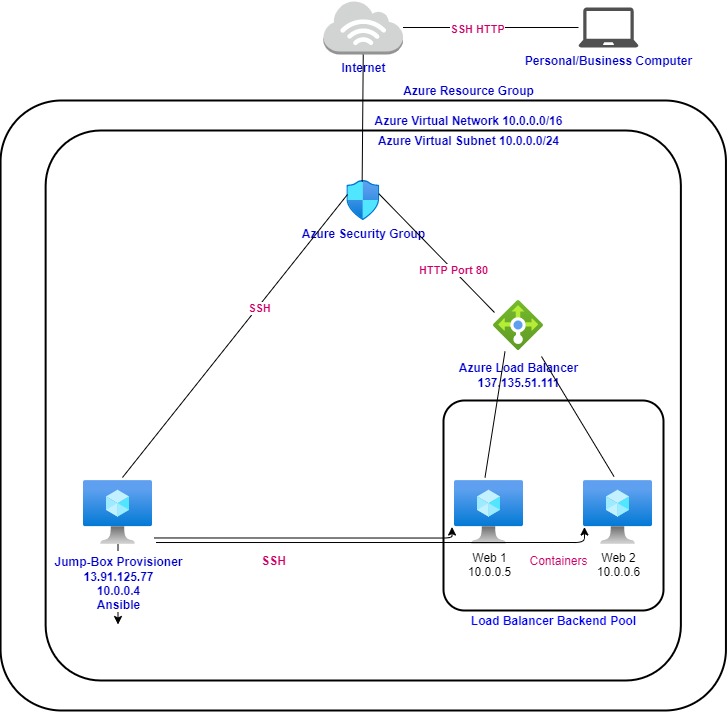 SSH HTTP
Personal/Business Computer
Internet
Azure Resource Group
Azure Virtual Network 10.0.0.0/16
Azure Virtual Subnet 10.0.0.0/24
Azure Security Group
HTTP Port 80
SSH
Azure Load Balancer
137.135.51.111
Jump-Box Provisioner
13.91.125.77
10.0.0.4
Ansible
SSH
Web 1
10.0.0.5
Containers
Web 2
10.0.0.6
Load Balancer Backend Pool